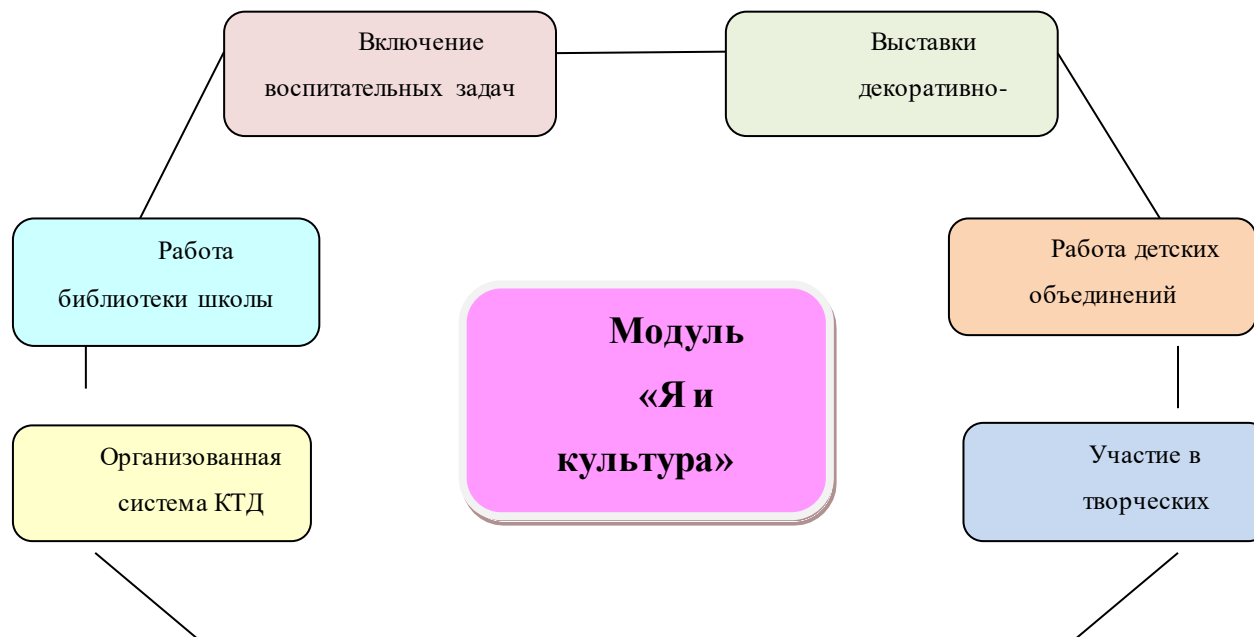 Включение
воспитательных задач
Выставки
декоративно-
Работа
библиотеки школы
Работа детских
объединений
Модуль
«Я и
культура»
Организованная
система КТД
Участие в
творческих